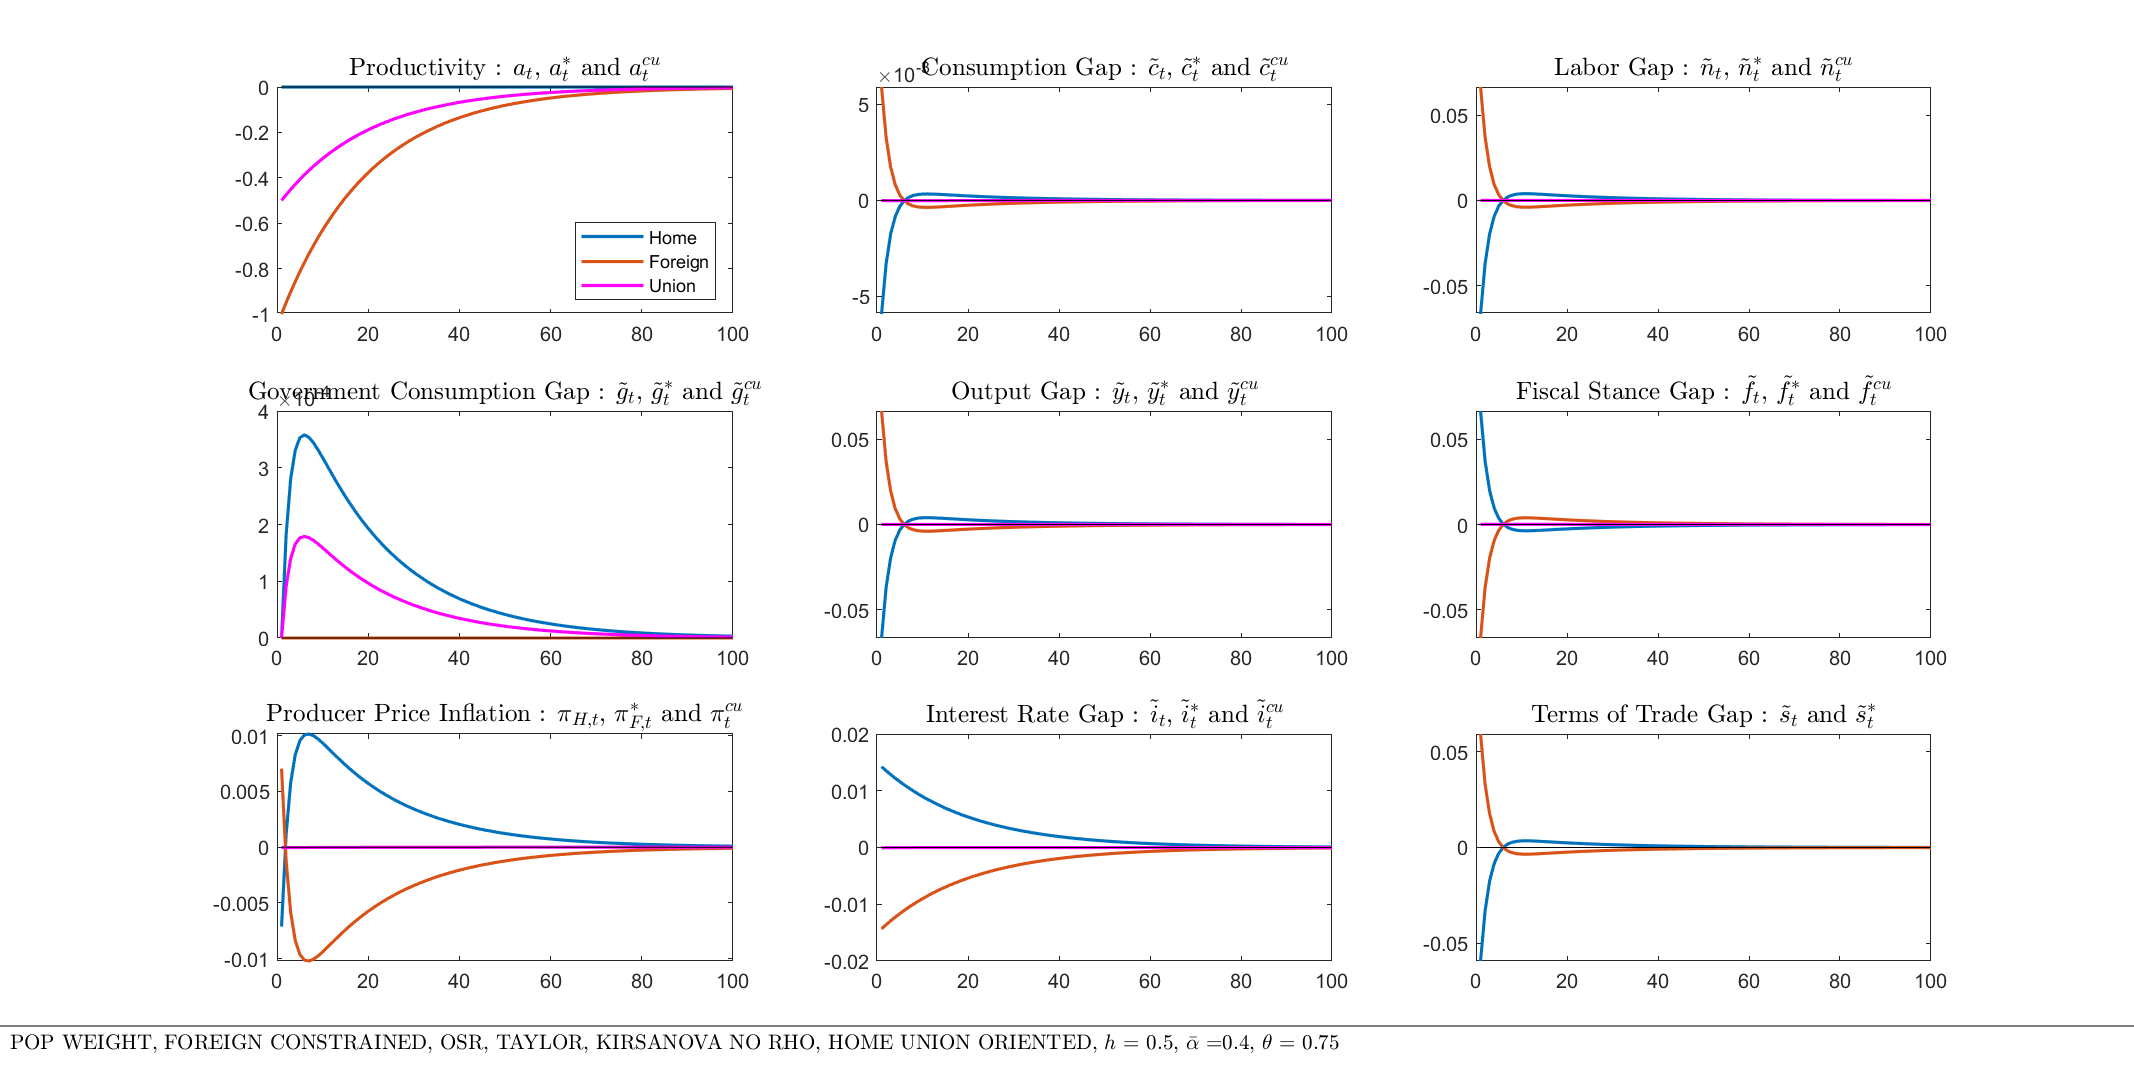 Productivity : a_t, a_t^* and a_t^{cu}
0
-0.2
-0.4
-0.6
-0.8
-1
0 20 40 60 80 100
Home
Foreign
Union
×10^{-3}
Consumption Gap : c̃_t, c̃_t^* and c̃_t^{cu}
5
0
-5
0 20 40 60 80 100
Labor Gap : ñ_t, ñ_t^* and ñ_t^{cu}
0.05
0
-0.05
0 20 40 60 80 100
Government Consumption Gap : g̃_t, g̃_t^* and g̃_t^{cu}
×10^{-4}
4
3
2
1
0
0 20 40 60 80 100
Output Gap : ỹ_t, ỹ_t^* and ỹ_t^{cu}
0.05
0
-0.05
0 20 40 60 80 100
Fiscal Stance Gap : f̃_t, f̃_t^* and f̃_t^{cu}
0.05
0
-0.05
0 20 40 60 80 100
Producer Price Inflation : π_{H,t}, π_{F,t}^* and π_t^{cu}
0.01
0.005
0
-0.005
-0.01
0 20 40 60 80 100
Interest Rate Gap : ĩ_t, ĩ_t^* and ĩ_t^{cu}
0.02
0.01
0
-0.01
-0.02
0 20 40 60 80 100
Terms of Trade Gap : s̃_t and s̃_t^*
0.05
0
-0.05
0 20 40 60 80 100
POP WEIGHT, FOREIGN CONSTRAINED, OSR, TAYLOR, KIRSANOVA NO RHO, HOME UNION ORIENTED, h = 0.5, ᾱ =0.4, θ = 0.75